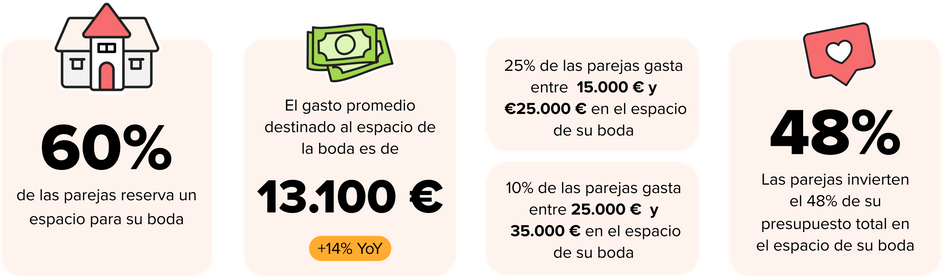 60%
de las parejas reserva un
espacio para su boda
El gasto promedio
destinado al espacio de
la boda es de
13.100 €
+14% YoY
25% de las parejas gasta
entre 15.000 € y
€25.000 € en el espacio
de su boda
10% de las parejas gasta
entre 25.000 € y
35.000 € en el espacio
de su boda
48%
Las parejas invierten
el 48% de su
presupuesto total en
el espacio de su boda